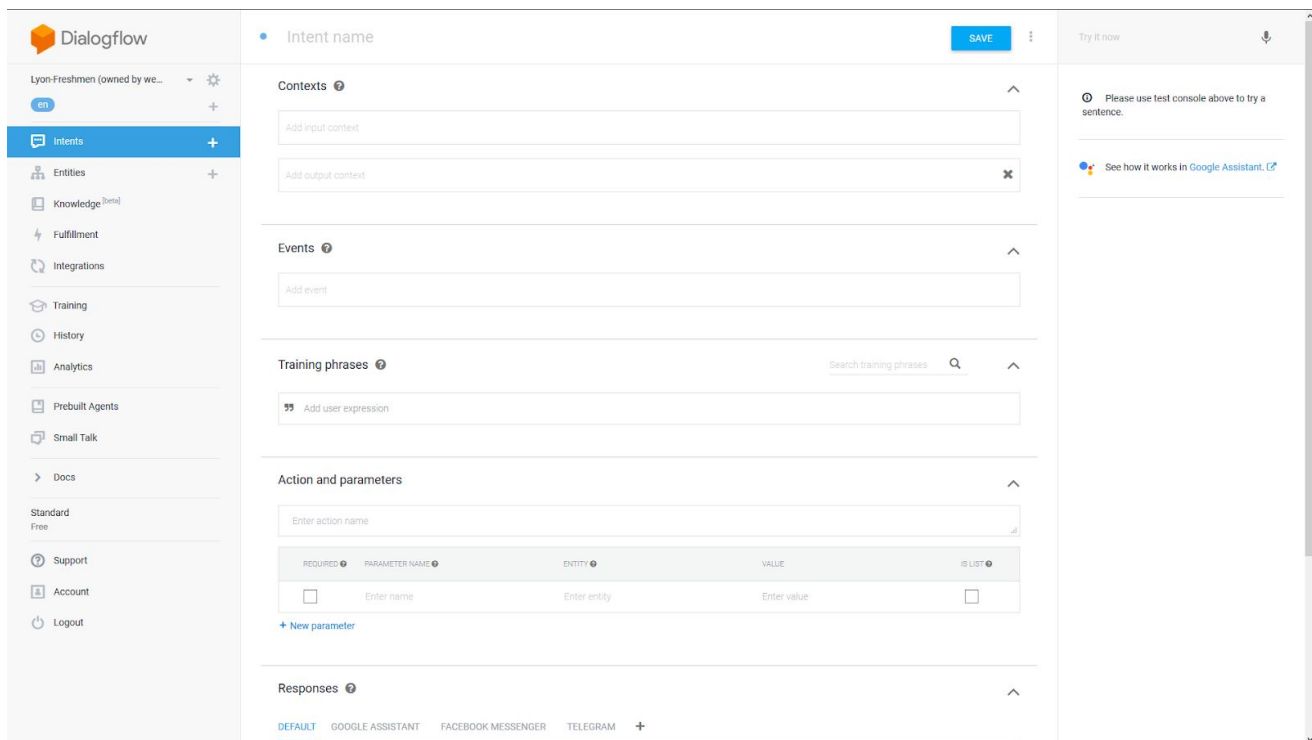 Dialogflow
Intent name
SAVE
Try it now
Lyon-Freshmen (owned by we...
en
Intents
Entities
Knowledge [beta]
Fulfillment
Integrations
Training
History
Analytics
Prebuilt Agents
Small Talk
Docs
Standard
Free
Support
Account
Logout
Contexts
Add input context
Add output context
Events
Add event
Training phrases
Search training phrases
Add user expression
Action and parameters
Enter action name
REQUIRED PARAMETER NAME ENTITY VALUE IS LIST
Enter name Enter entity Enter value
+ New parameter
Responses
DEFAULT GOOGLE ASSISTANT FACEBOOK MESSENGER TELEGRAM +
Please use test console above to try a
sentence.
See how it works in Google Assistant.